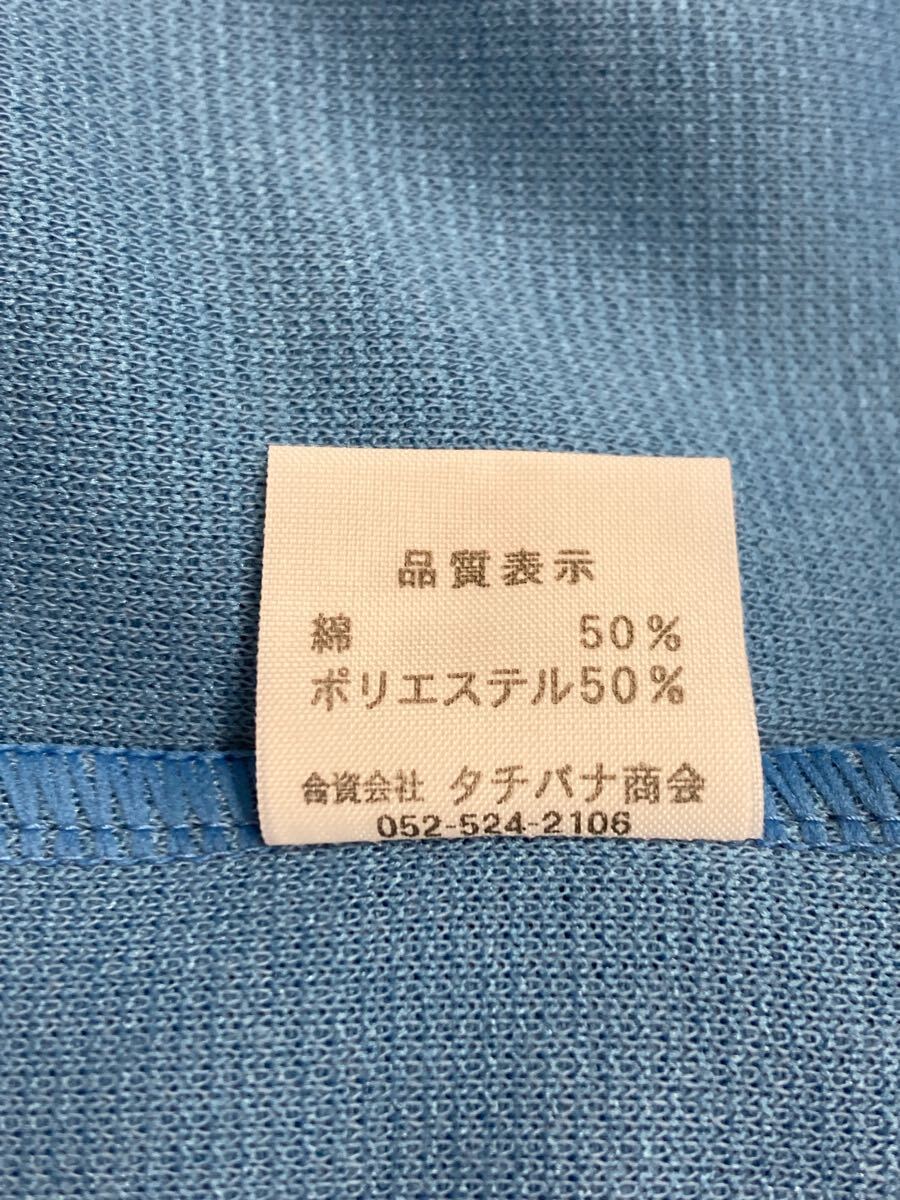 品質表示
綿 50%
ポリエステル50%
合資会社 タチバナ商会
052-524-2106